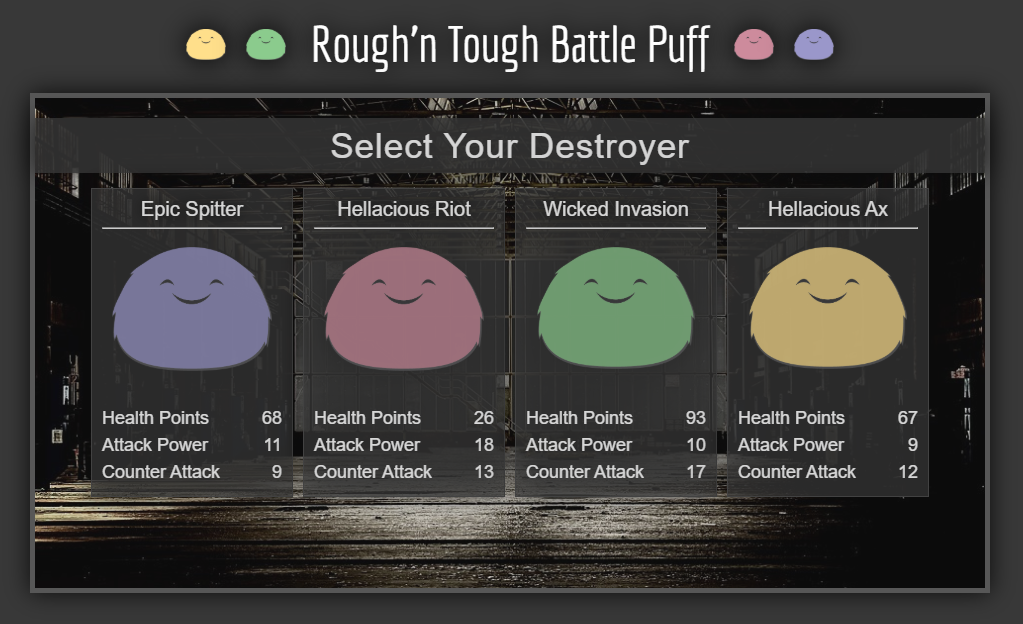 Rough'n Tough Battle Puff
Select Your Destroyer
Epic Spitter
Health Points 68
Attack Power 11
Counter Attack 9
Hellacious Riot
Health Points 26
Attack Power 18
Counter Attack 13
Wicked Invasion
Health Points 93
Attack Power 10
Counter Attack 17
Hellacious Ax
Health Points 67
Attack Power 9
Counter Attack 12